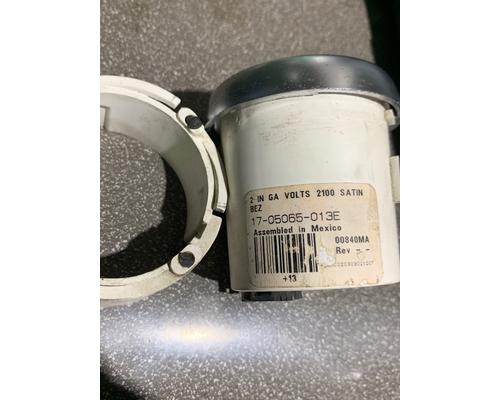 2-IN GA VOLTS 2100 SATIN
BEZ
17-05065-013E
Assembled in Mexico
00840MA
Rev - -
+13